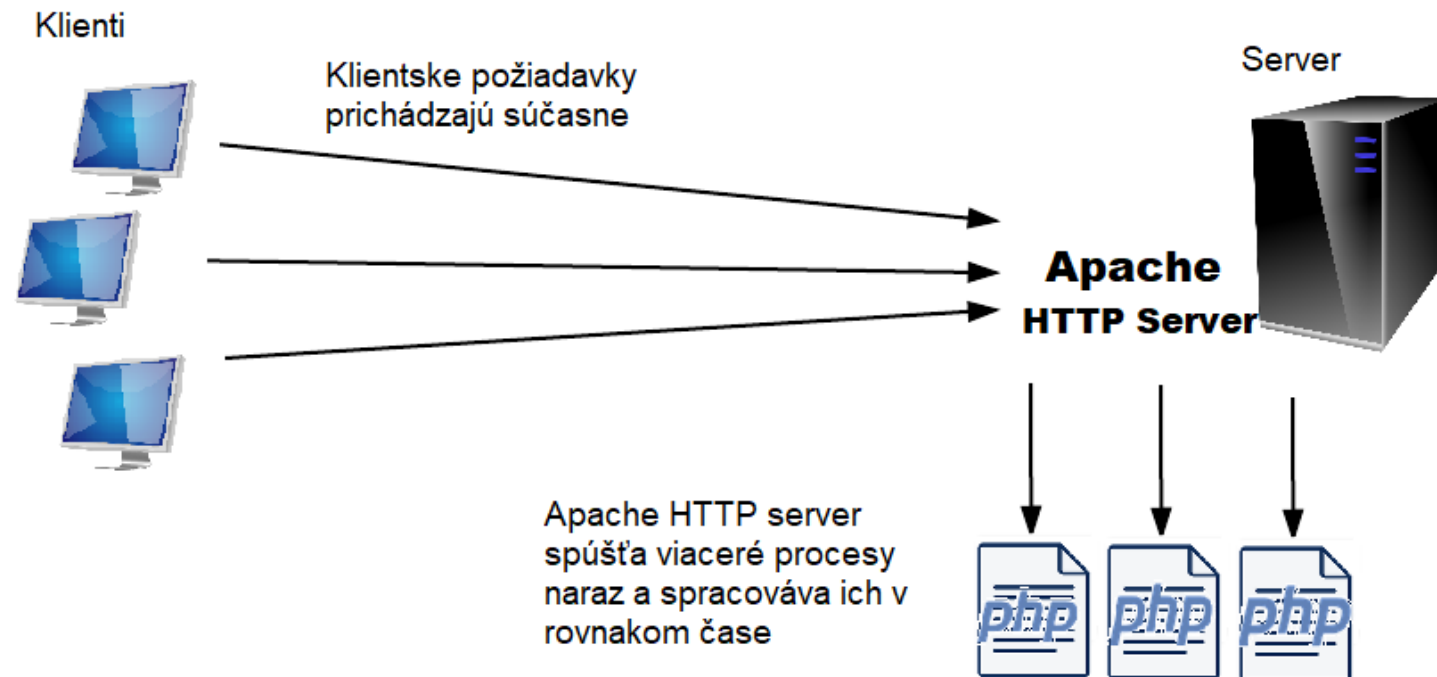 Klienti
Klientske požiadavky
prichádzajú súčasne
Server
Apache
HTTP Server
Apache HTTP server
spúšťa viaceré procesy
naraz a spracováva ich v
rovnakom čase
php
php
php